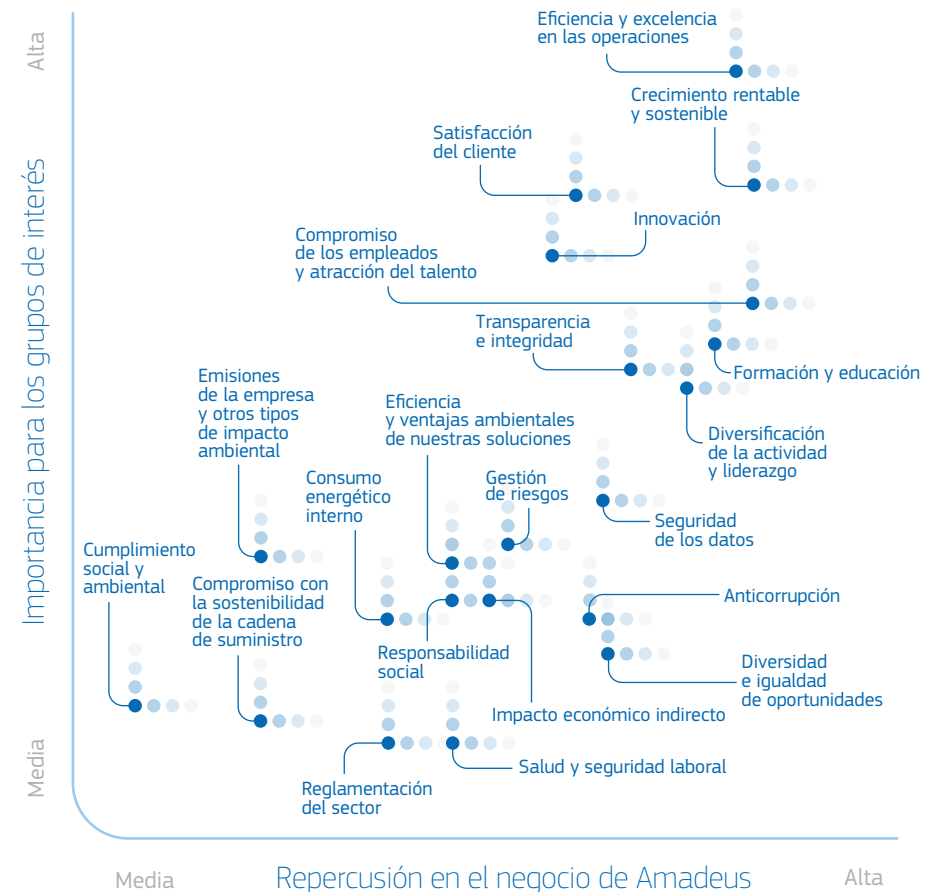 Eficiencia y excelencia
en las operaciones
Alta
Crecimiento rentable
y sostenible
Satisfacción
del cliente
Innovación
Compromiso
de los empleados
y atracción del talento
Importancia para los grupos de interés
Transparencia
e integridad
Formación y educación
Emisiones
de la empresa
y otros tipos
de impacto
ambiental
Eficiencia
y ventajas ambientales
de nuestras soluciones
Diversificación
de la actividad
y liderazgo
Consumo
energético
interno
Gestión
de riesgos
Seguridad
de los datos
Cumplimiento
social y
ambiental
Compromiso con
la sostenibilidad
de la cadena
de suministro
Anticorrupción
Responsabilidad
social
Diversidad
e igualdad
de oportunidades
Impacto económico indirecto
Media
Salud y seguridad laboral
Reglamentación
del sector
Media
Repercusión en el negocio de Amadeus
Alta